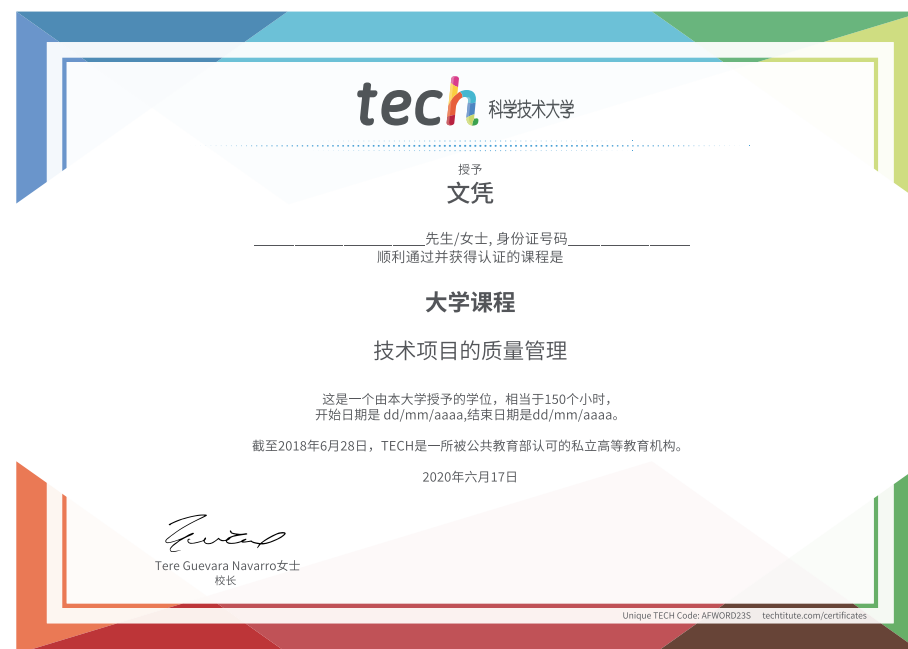 tech 科学技术大学
授予
文凭
______________________先生/女士, 身份证号码________________
顺利通过并获得认证的课程是
大学课程
技术项目的质量管理
这是一个由本大学授予的学位，相当于150个小时，
开始日期是 dd/mm/aaaa,结束日期是dd/mm/aaaa。
截至2018年6月28日，TECH是一所被公共教育部认可的私立高等教育机构。
2020年六月17日
Tere Guevara Navarro女士
校长
Unique TECH Code: AFWORD23S techtitute.com/certificates